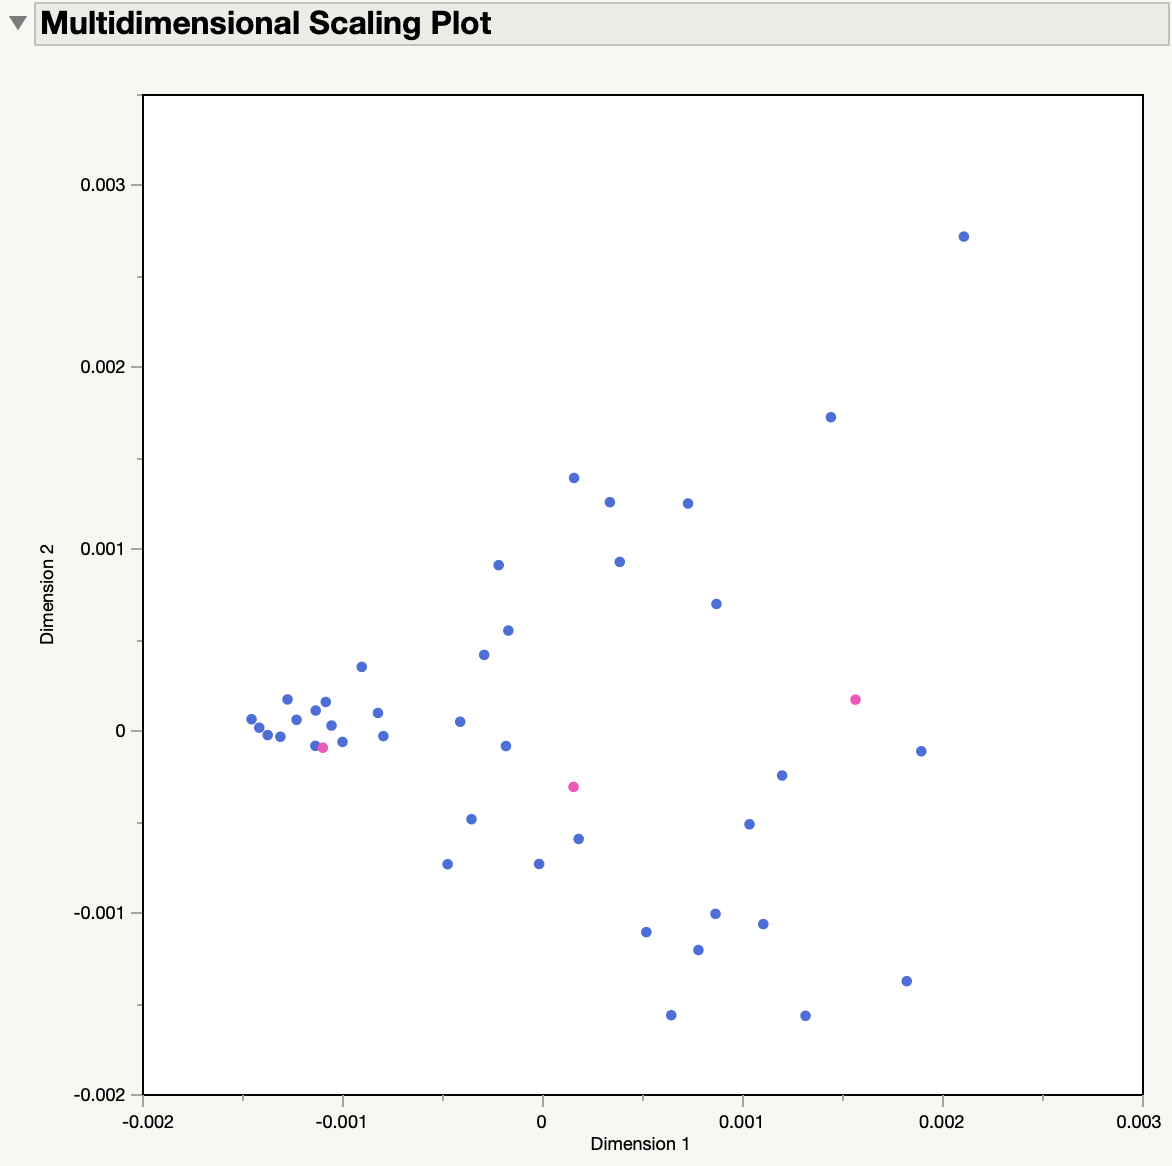 Multidimensional Scaling Plot
0.003
0.002
0.001
0
-0.001
-0.002
Dimension 2
-0.002 -0.001 0 0.001 0.002 0.003
Dimension 1